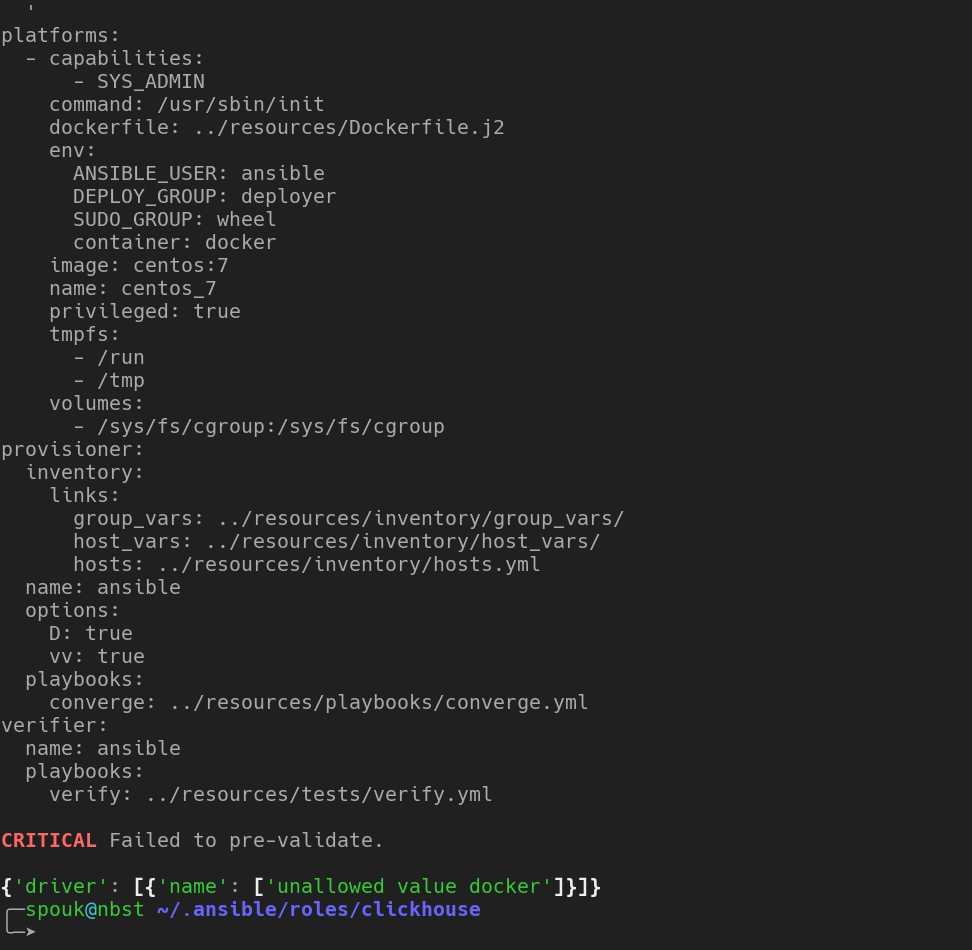 '
platforms:
  - capabilities:
      - SYS_ADMIN
    command: /usr/sbin/init
    dockerfile: ../resources/Dockerfile.j2
    env:
      ANSIBLE_USER: ansible
      DEPLOY_GROUP: deployer
      SUDO_GROUP: wheel
      container: docker
    image: centos:7
    name: centos_7
    privileged: true
    tmpfs:
      - /run
      - /tmp
    volumes:
      - /sys/fs/cgroup:/sys/fs/cgroup
provisioner:
  inventory:
    links:
      group_vars: ../resources/inventory/group_vars/
      host_vars: ../resources/inventory/host_vars/
      hosts: ../resources/inventory/hosts.yml
  name: ansible
  options:
    D: true
    vv: true
  playbooks:
    converge: ../resources/playbooks/converge.yml
verifier:
  name: ansible
  playbooks:
    verify: ../resources/tests/verify.yml

CRITICAL Failed to pre-validate.

{'driver': [{'name': ['unallowed value docker']}]}
╭─spouk@nbst ~/.ansible/roles/clickhouse
╰─➤